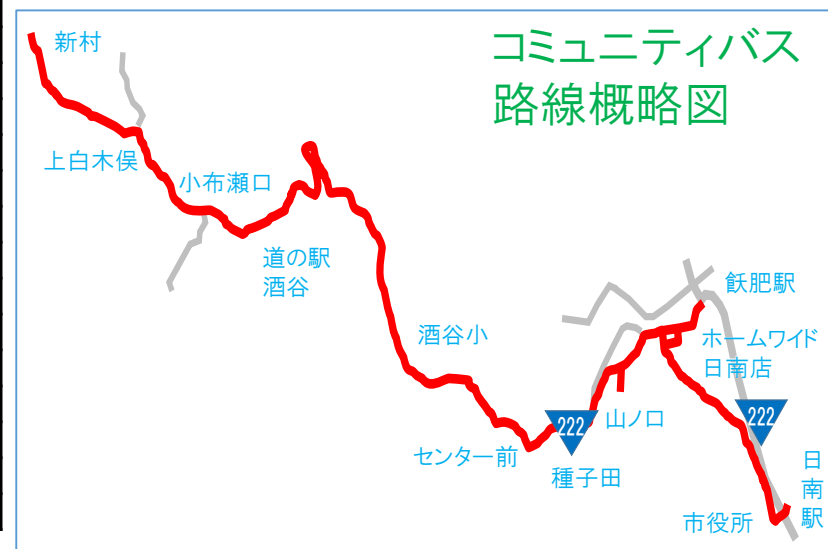 コミュニティバス
路線概略図
新村
上白木俣
小布瀬口
道の駅
酒谷
酒谷小
飫肥駅
ホームワイド
日南店
222
山ノ口
222
センター前
種子田
日南駅
市役所